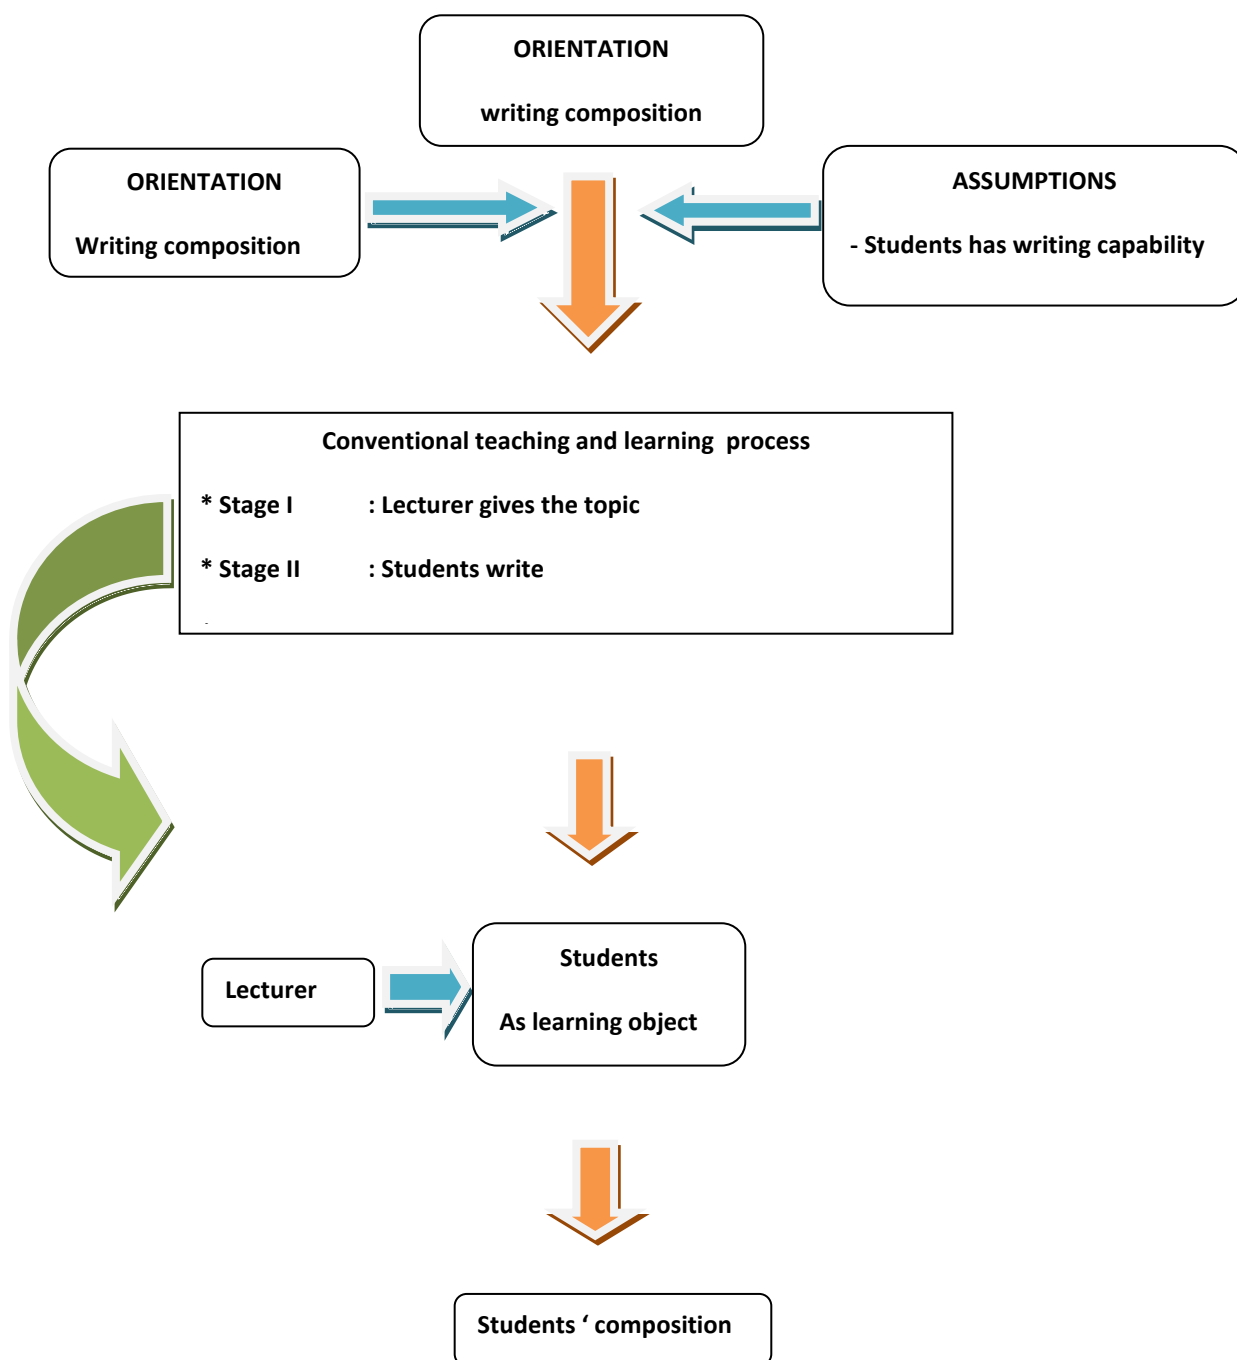 ORIENTATION
writing composition
ORIENTATION
Writing composition
ASSUMPTIONS
- Students has writing capability
Conventional teaching and learning process
* Stage I : Lecturer gives the topic
* Stage II : Students write
Lecturer
Students
As learning object
Students ‘ composition